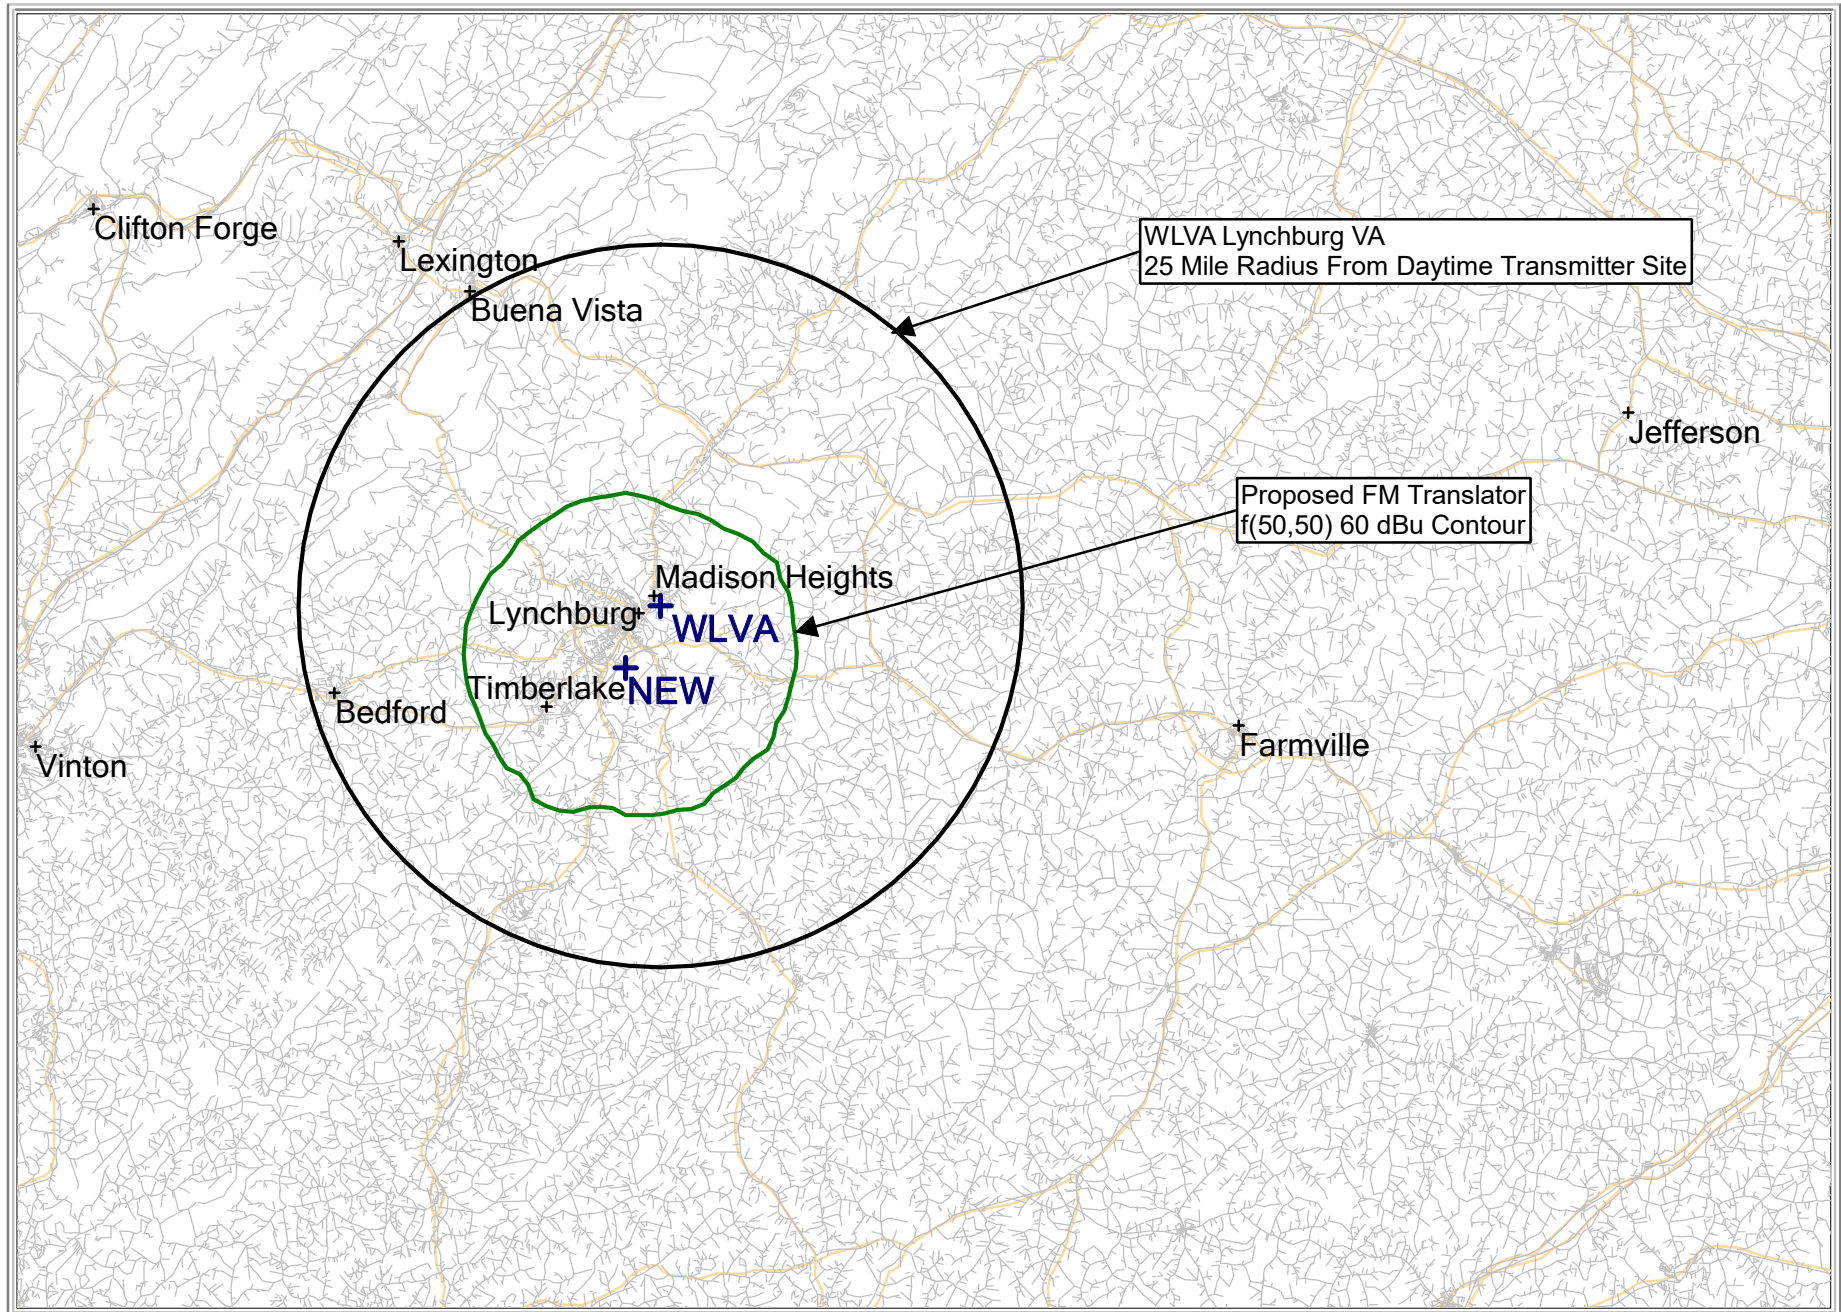 Clifton Forge
Lexington
WLVA Lynchburg VA
25 Mile Radius From Daytime Transmitter Site
Buena Vista
Jefferson
Proposed FM Translator
f(50,50) 60 dBu Contour
Madison Heights
Lynchburg
WLVA
Timberlake
NEW
Bedford
Farmville
Vinton